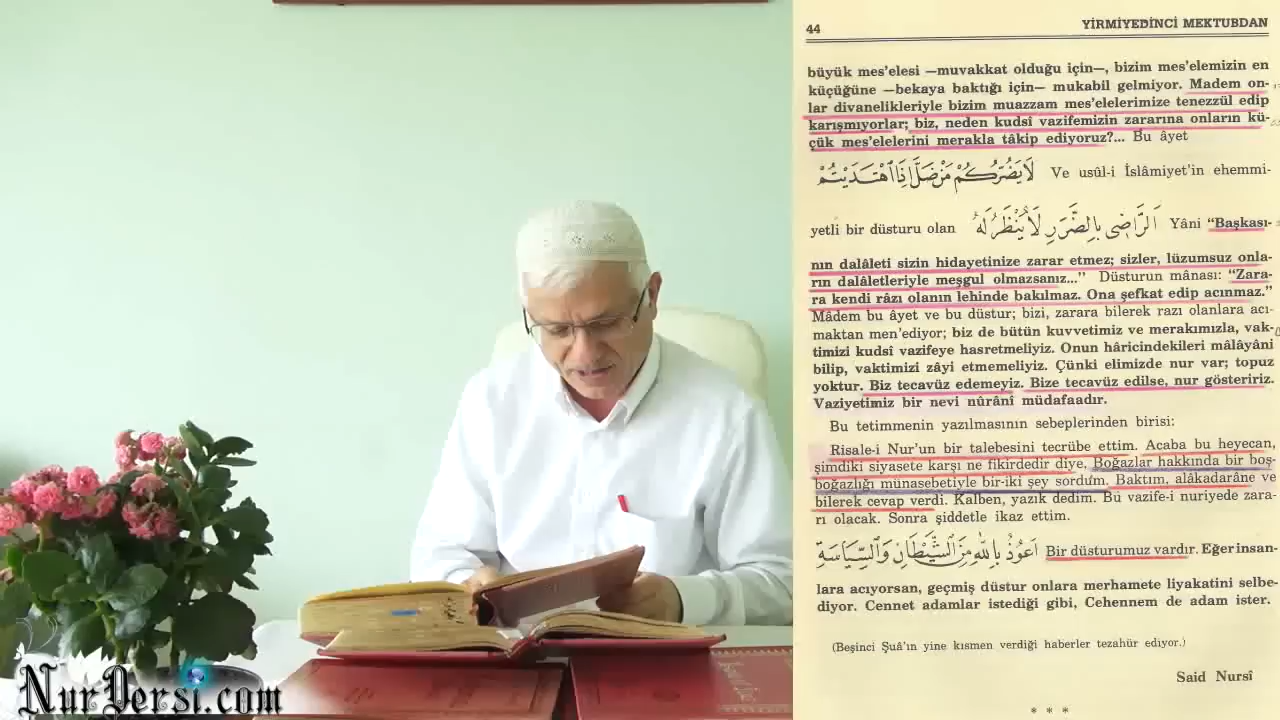 44 YİRMİYEDİNCİ MEKTUBDAN
büyük mes'elesi —muvakkat olduğu için—, bizim mes'elemizin en
küçüğüne —bekaya baktığı için— mukabil gelmiyor. Madem on-
lar divanelikleriyle bizim muazzam mes'elelerimize tenezzül edip
karışmıyorlar; biz, neden kudsî vazifemizin zararına onların kü-
çük mes'elelerini merakla tâkip ediyoruz?... Bu âyet
لَا يَضُرُّكُمْ مَنْ ضَلَّ اِذَا اهْتَدَيْتُمْ Ve usûl-i İslâmiyet'in ehemmi-
yetli bir düsturu olan اَلرَّاضِى بِالضَّرَرِ لَا يُنْظَرُ لَهُ Yâni "Başkası-
nın dalâleti sizin hidayetinize zarar etmez; sizler, lüzumsuz onla-
rın dalâletleriyle meşgul olmazsanız..." Düsturun mânası: "Zara-
ra kendi râzı olanın lehinde bakılmaz. Ona şefkat edip acınmaz."
Mâdem bu âyet ve bu düstur; bizi, zarara bilerek razı olanlara acı-
maktan men'ediyor; biz de bütün kuvvetimiz ve merakımızla, vak-
timizi kudsî vazifeye hasretmeliyiz. Onun hâricindekileri mâlâyâni
bilip, vaktimizi zâyi etmemeliyiz. Çünki elimizde nur var; topuz
yoktur. Biz tecavüz edemeyiz. Bize tecavüz edilse, nur gösteririz.
Vaziyetimiz bir nevi nûrânî müdafaadır.
Bu tetimmenin yazılmasının sebeplerinden birisi:
Risale-i Nur'un bir talebesini tecrübe ettim. Acaba bu heyecan,
şimdiki siyasete karşı ne fikirdedir diye, Boğazlar hakkında bir boş-
boğazlığı münasebetiyle bir-iki şey sordum. Baktım, alâkadarâne ve
bilerek cevap verdi. Kalben, yazık dedim. Bu vazife-i nuriyede zara-
rı olacak. Sonra şiddetle ikaz ettim.
اَعُوذُ بِاللّٰهِ مِنَ الشَّيْطَانِ وَالسِّيَاسَةِ Bir düsturumuz vardır. Eğer insan-
lara acıyorsan, geçmiş düstur onlara merhamete liyakatini selbe-
diyor. Cennet adamlar istediği gibi, Cehennem de adam ister.
(Beşinci Şuâ'ın yine kısmen verdiği haberler tezahür ediyor.)
Said Nursî
* * *
NurDersi.com